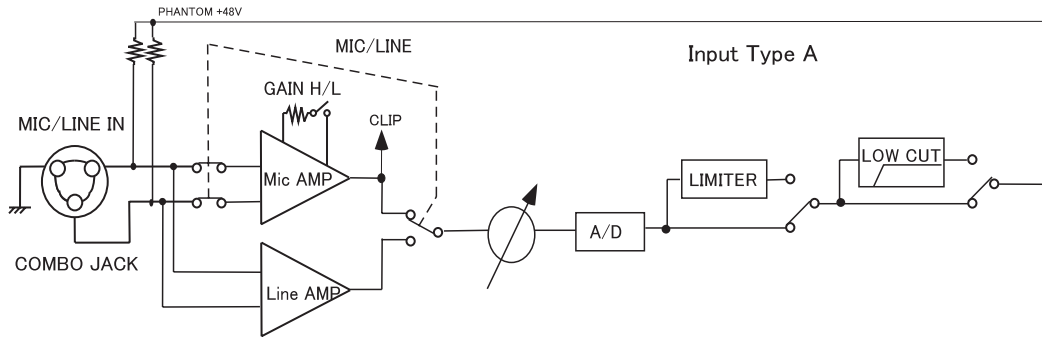 PHANTOM +48V
MIC/LINE
Input Type A
GAIN H/L
MIC/LINE IN
CLIP
Mic AMP
LOW CUT
LIMITER
A/D
COMBO JACK
Line AMP